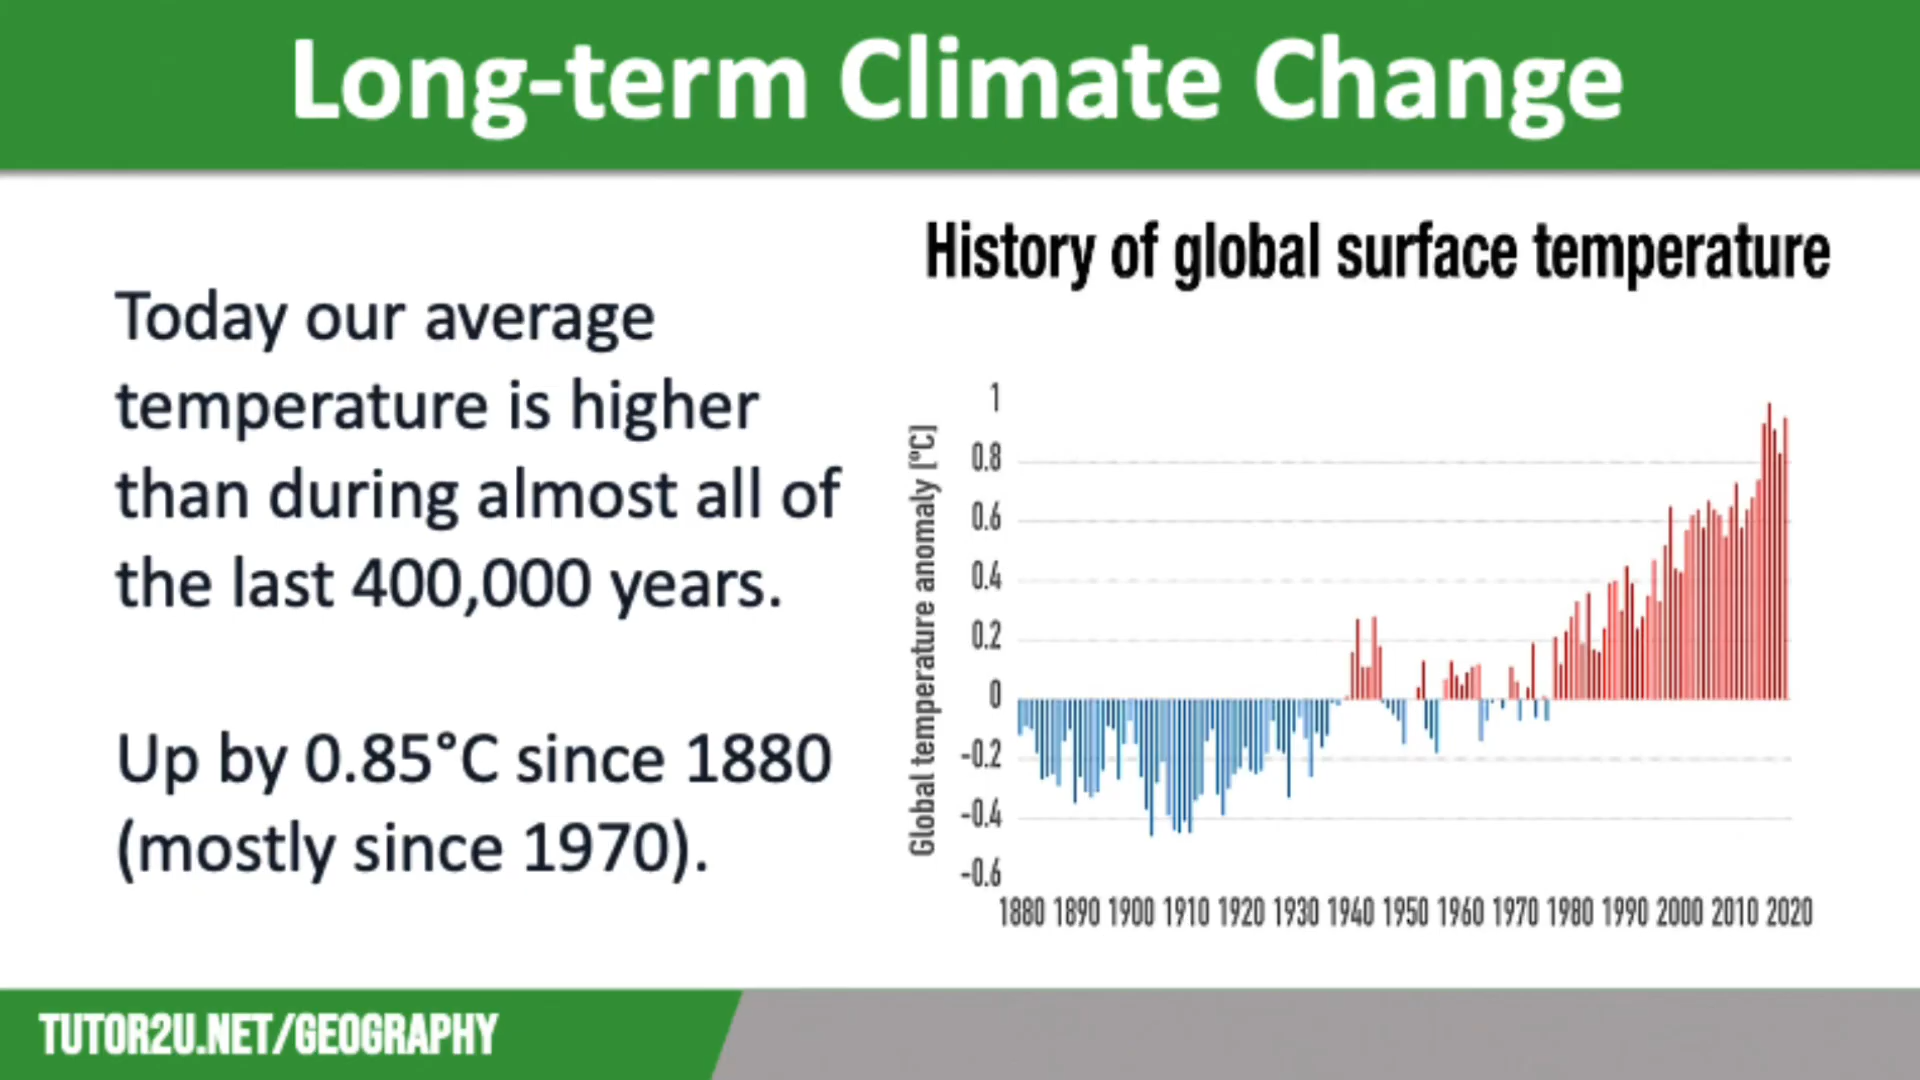 Long-term Climate Change
Today our average
temperature is higher
than during almost all of
the last 400,000 years.
Up by 0.85°C since 1880
(mostly since 1970).
History of global surface temperature
Global temperature anomaly [ºC]
1
0.8
0.6
0.4
0.2
0
-0.2
-0.4
-0.6
1880 1890 1900 1910 1920 1930 1940 1950 1960 1970 1980 1990 2000 2010 2020
TUTOR2U.NET/GEOGRAPHY